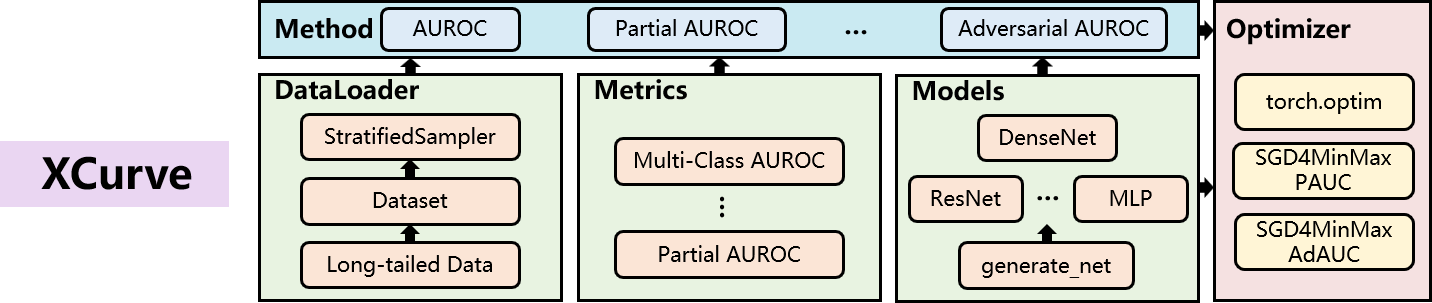 XCurve
Method
AUROC
Partial AUROC
...
Adversarial AUROC
DataLoader
StratifiedSampler
Dataset
Long-tailed Data
Metrics
Multi-Class AUROC
⋮
Partial AUROC
Models
DenseNet
ResNet
...
MLP
generate_net
Optimizer
torch.optim
SGD4MinMax
PAUC
SGD4MinMax
AdAUC